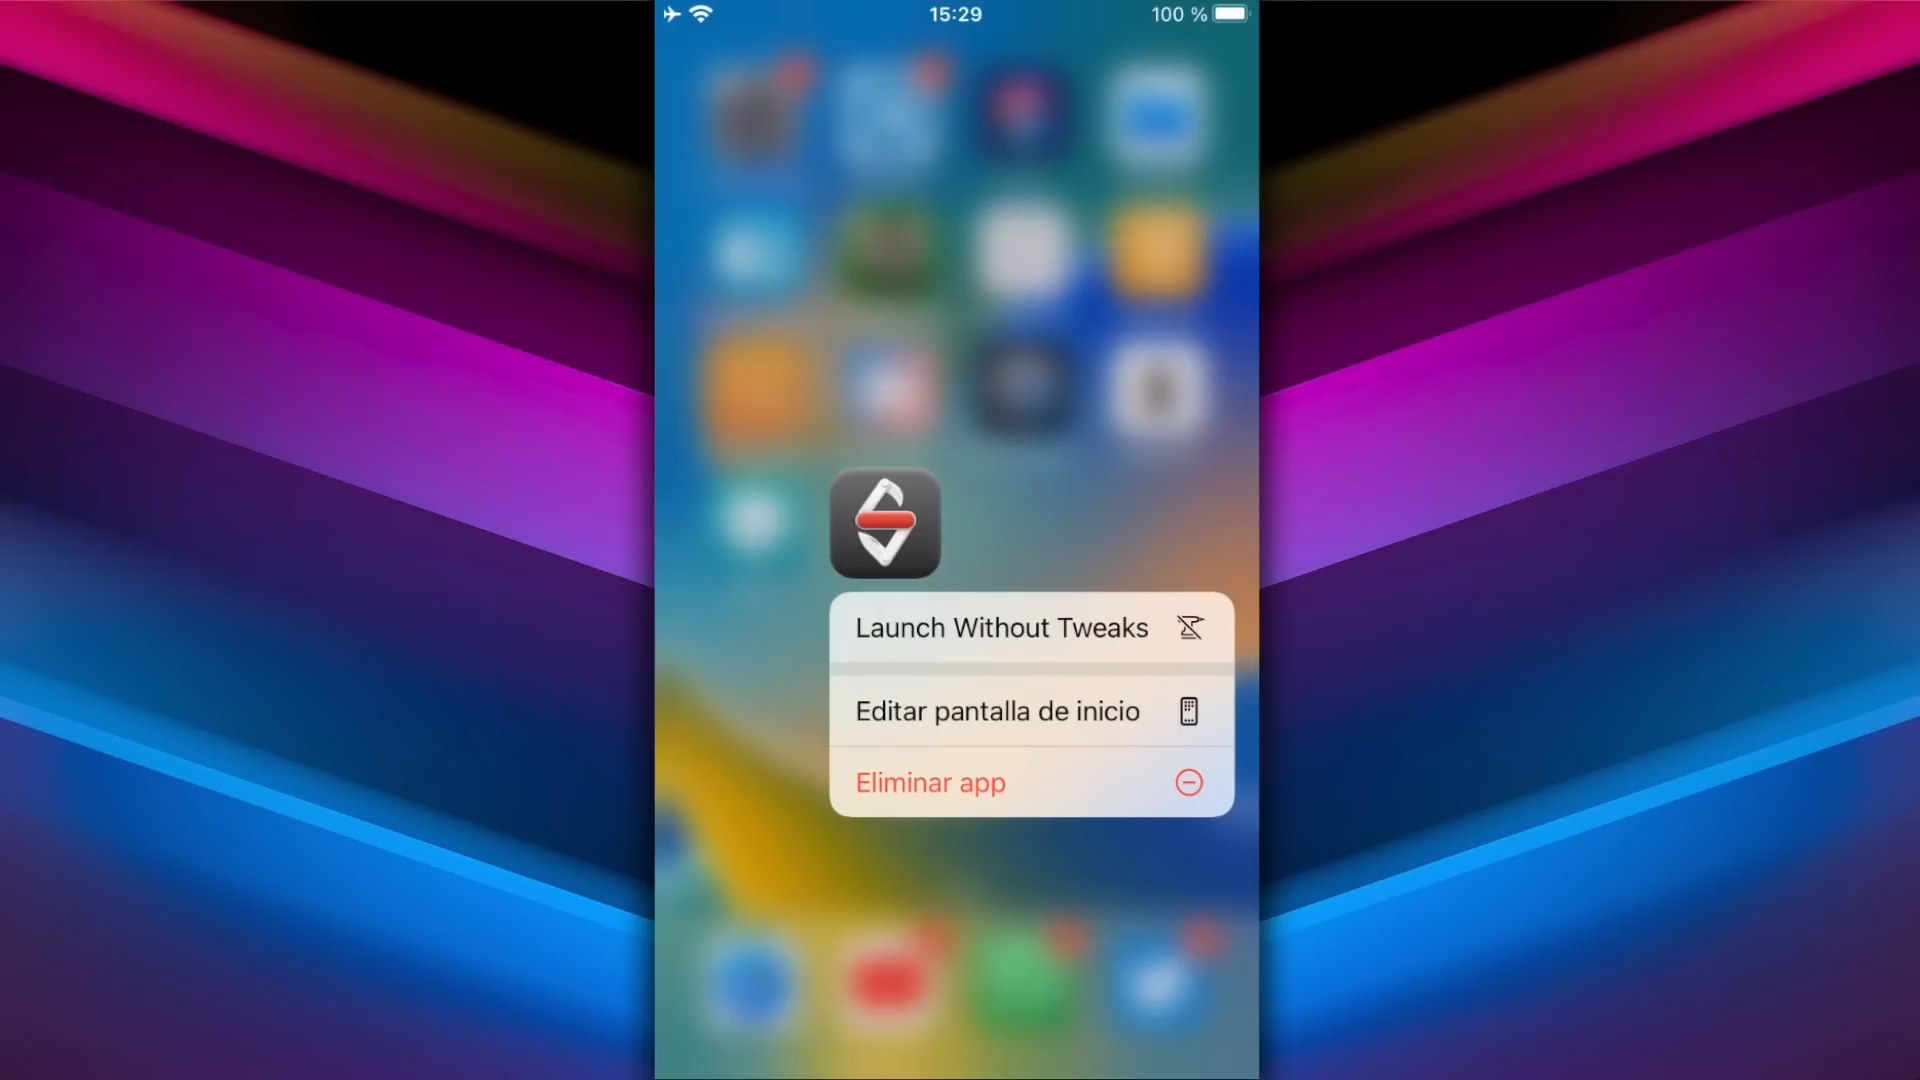 15:29
100 %
Launch Without Tweaks
Editar pantalla de inicio
Eliminar app